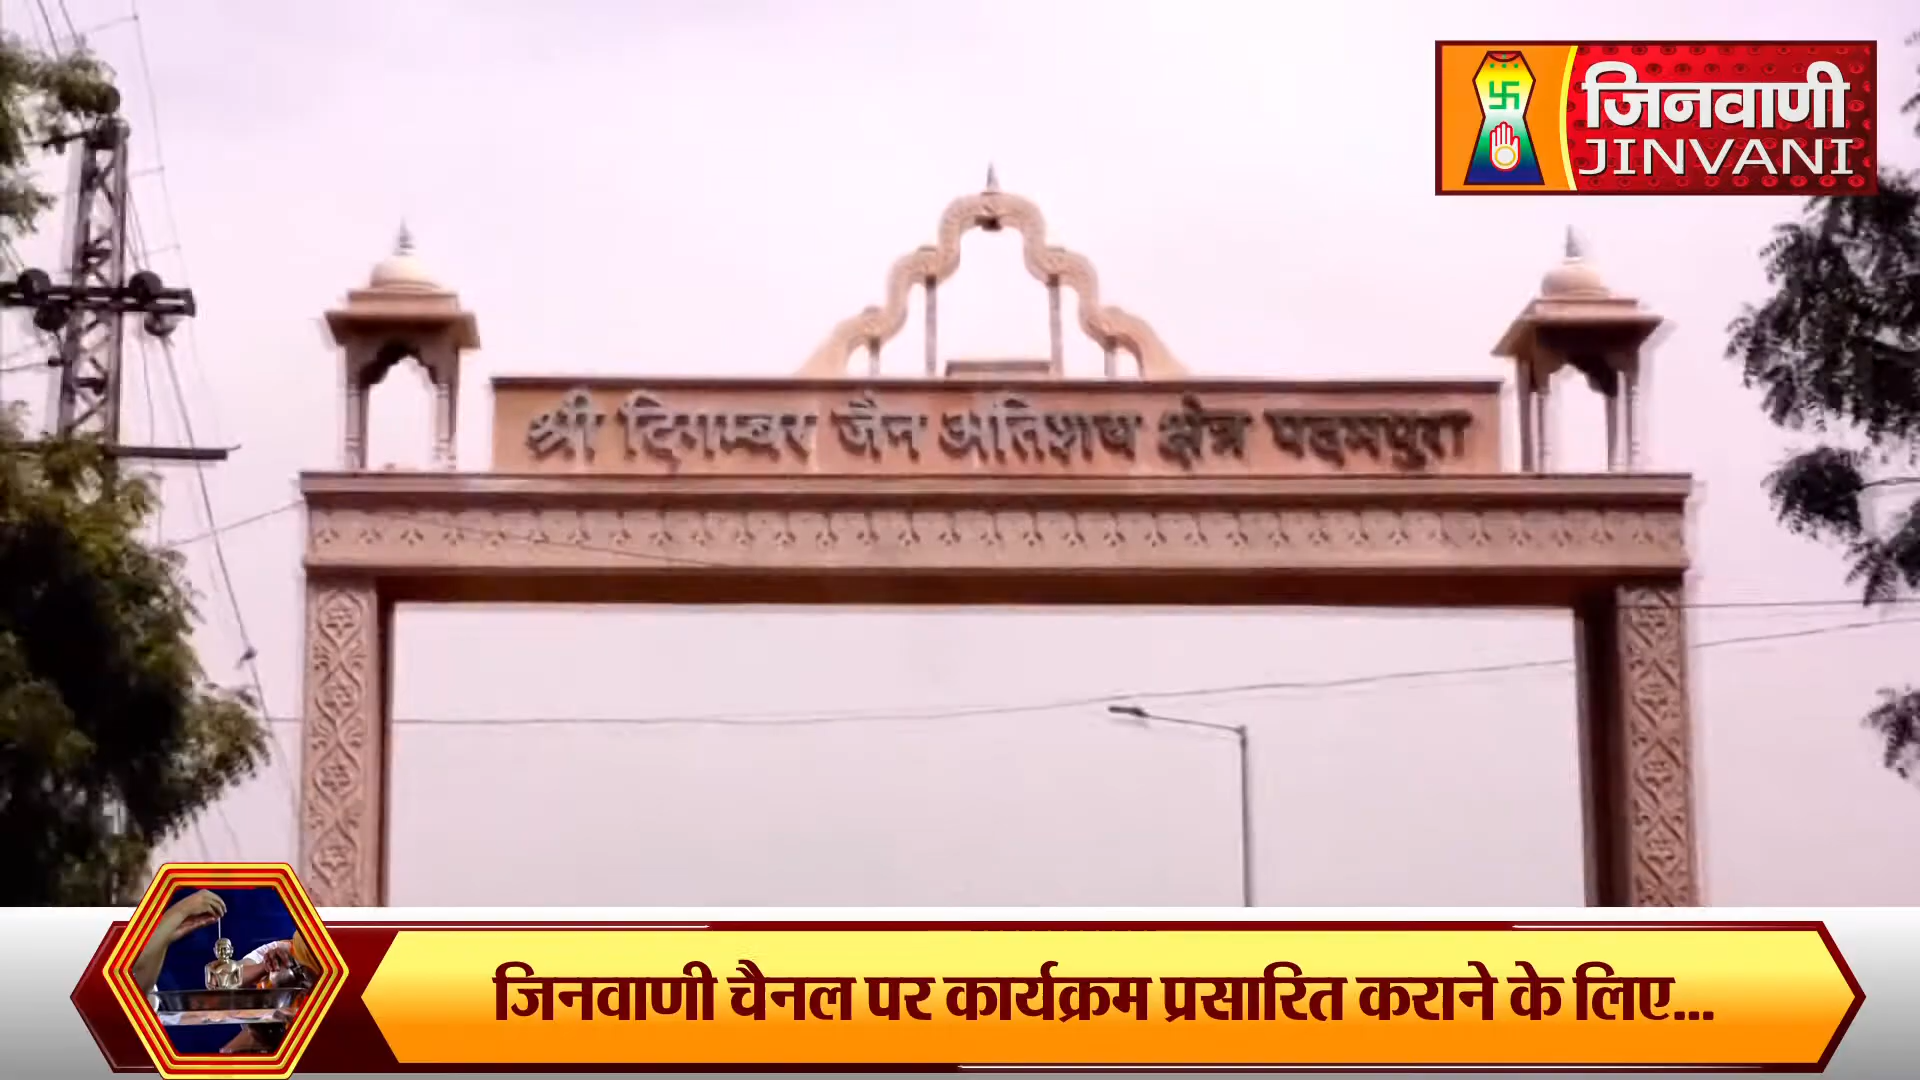 जिनवाणी
JINVANI
श्री दिगम्बर जैन अतिशय क्षेत्र पदमपुरा
जिनवाणी चैनल पर कार्यक्रम प्रसारित कराने के लिए...